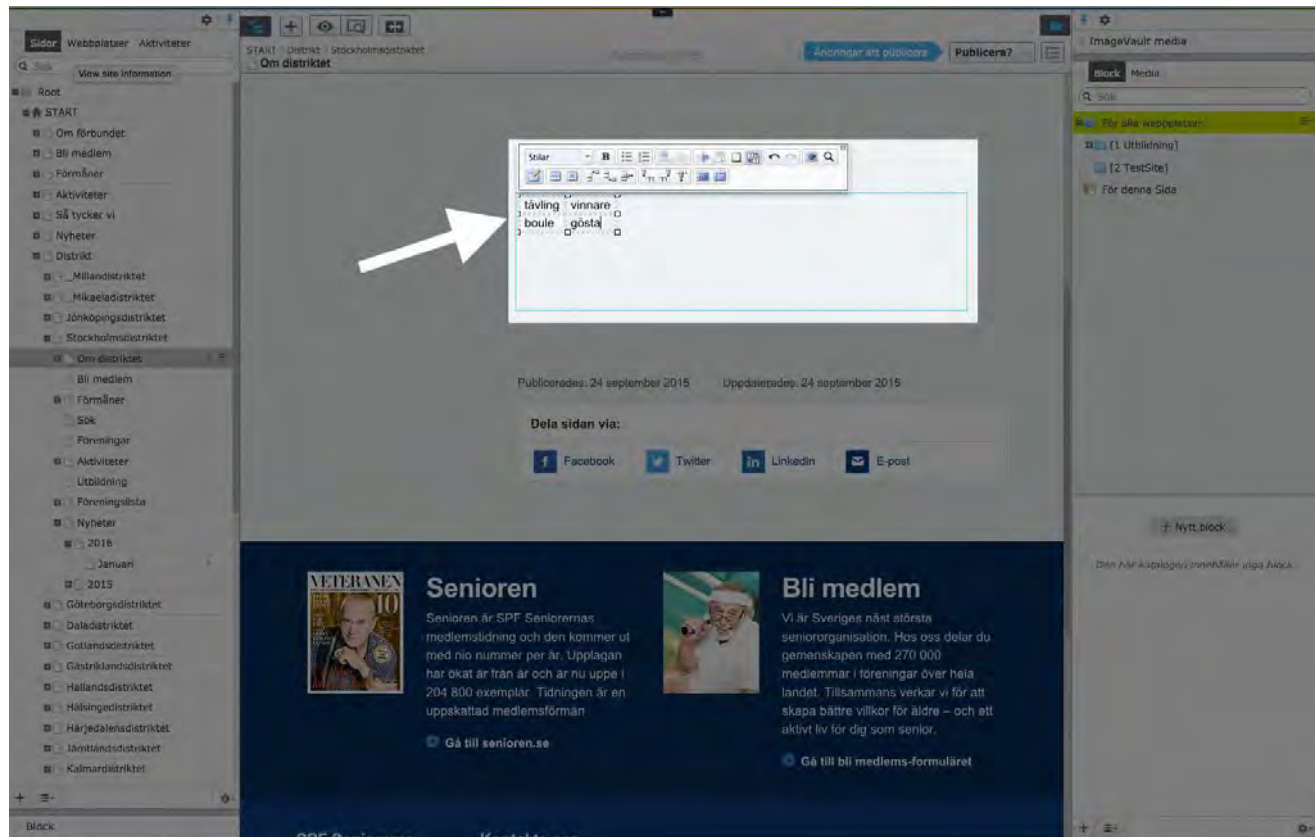 Sidor Webbplatser Aktiviteter
Sök
View site information
Root
START
Om förbundet
Bli medlem
Förmåner
Aktiviteter
Så tycker vi
Nyheter
Distrikt
_Millandistriktet
_Mikaeladistriktet
Jönköpingsdistriktet
Stockholmsdistriktet
Om distriktet
Bli medlem
Förmåner
Sök
Föreningar
Aktiviteter
Utbildning
Föreningslista
Nyheter
2016
Januari
2015
Göteborgsdistriktet
Daladistriktet
Gotlandsdistriktet
Gästriklandsdistriktet
Hallandsdistriktet
Hälsingedistriktet
Härjedalensdistriktet
Jämtlandsdistriktet
Kalmardistriktet
Block
START Distrikt Stockholmsdistriktet
Om distriktet
Ändringar att publicera
Publicera?
Stilar
tävling vinnare
boule gösta
Publicerades: 24 september 2015 Uppdaterades: 24 september 2015
Dela sidan via:
Facebook Twitter LinkedIn E-post
VETERANEN
10
Senioren
Senioren är SPF Seniorernas
medlemstidning och den kommer ut
med nio nummer per år. Upplagan
har ökat år från år och är nu uppe i
204 800 exemplar. Tidningen är en
uppskattad medlemsförmån
Gå till senioren.se
Bli medlem
Vi är Sveriges näst största
seniororganisation. Hos oss delar du
gemenskapen med 270 000
medlemmar i föreningar över hela
landet. Tillsammans verkar vi för att
skapa bättre villkor för äldre – och ett
aktivt liv för dig som senior.
Gå till bli medlems-formuläret
ImageVault media
Block Media
Sök
För alla webbplatser
[1 Utbildning]
[2 TestSite]
För denna Sida
+ Nytt block
Den här katalogen innehåller inga block